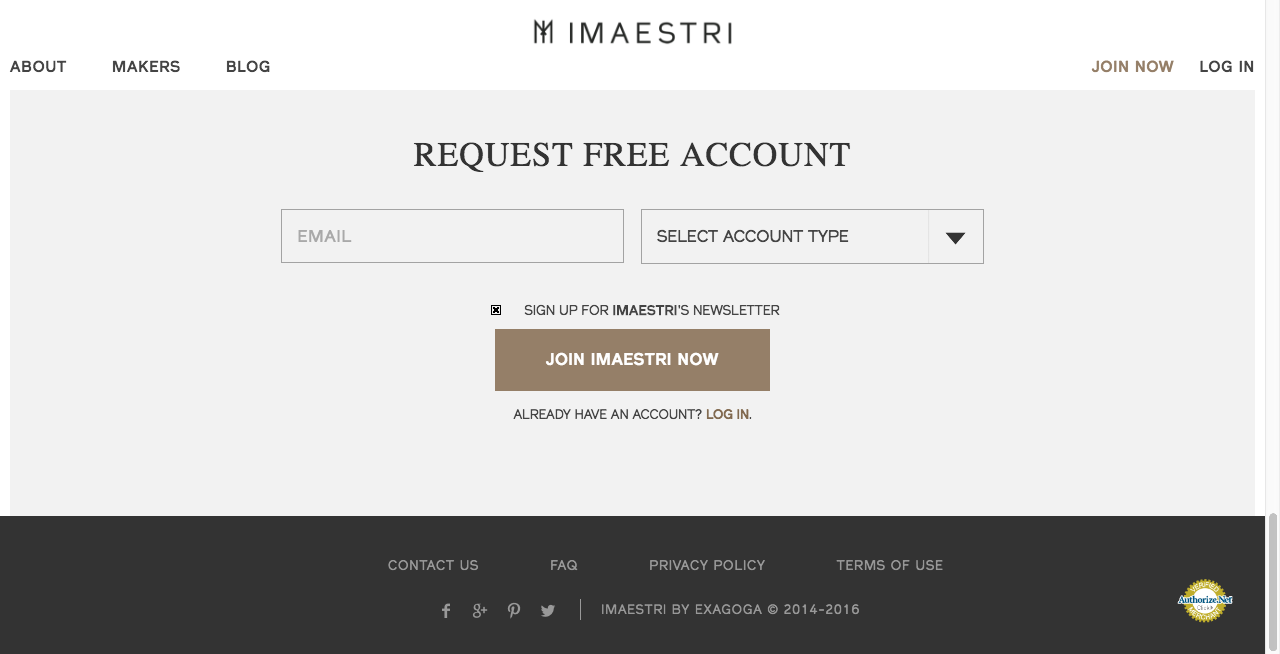 IMAESTRI
ABOUT MAKERS BLOG JOIN NOW LOG IN
REQUEST FREE ACCOUNT
EMAIL SELECT ACCOUNT TYPE
SIGN UP FOR IMAESTRI'S NEWSLETTER
JOIN IMAESTRI NOW
ALREADY HAVE AN ACCOUNT? LOG IN.
CONTACT US FAQ PRIVACY POLICY TERMS OF USE
IMAESTRI BY EXAGOGA © 2014-2016
Authorize.Net
Click